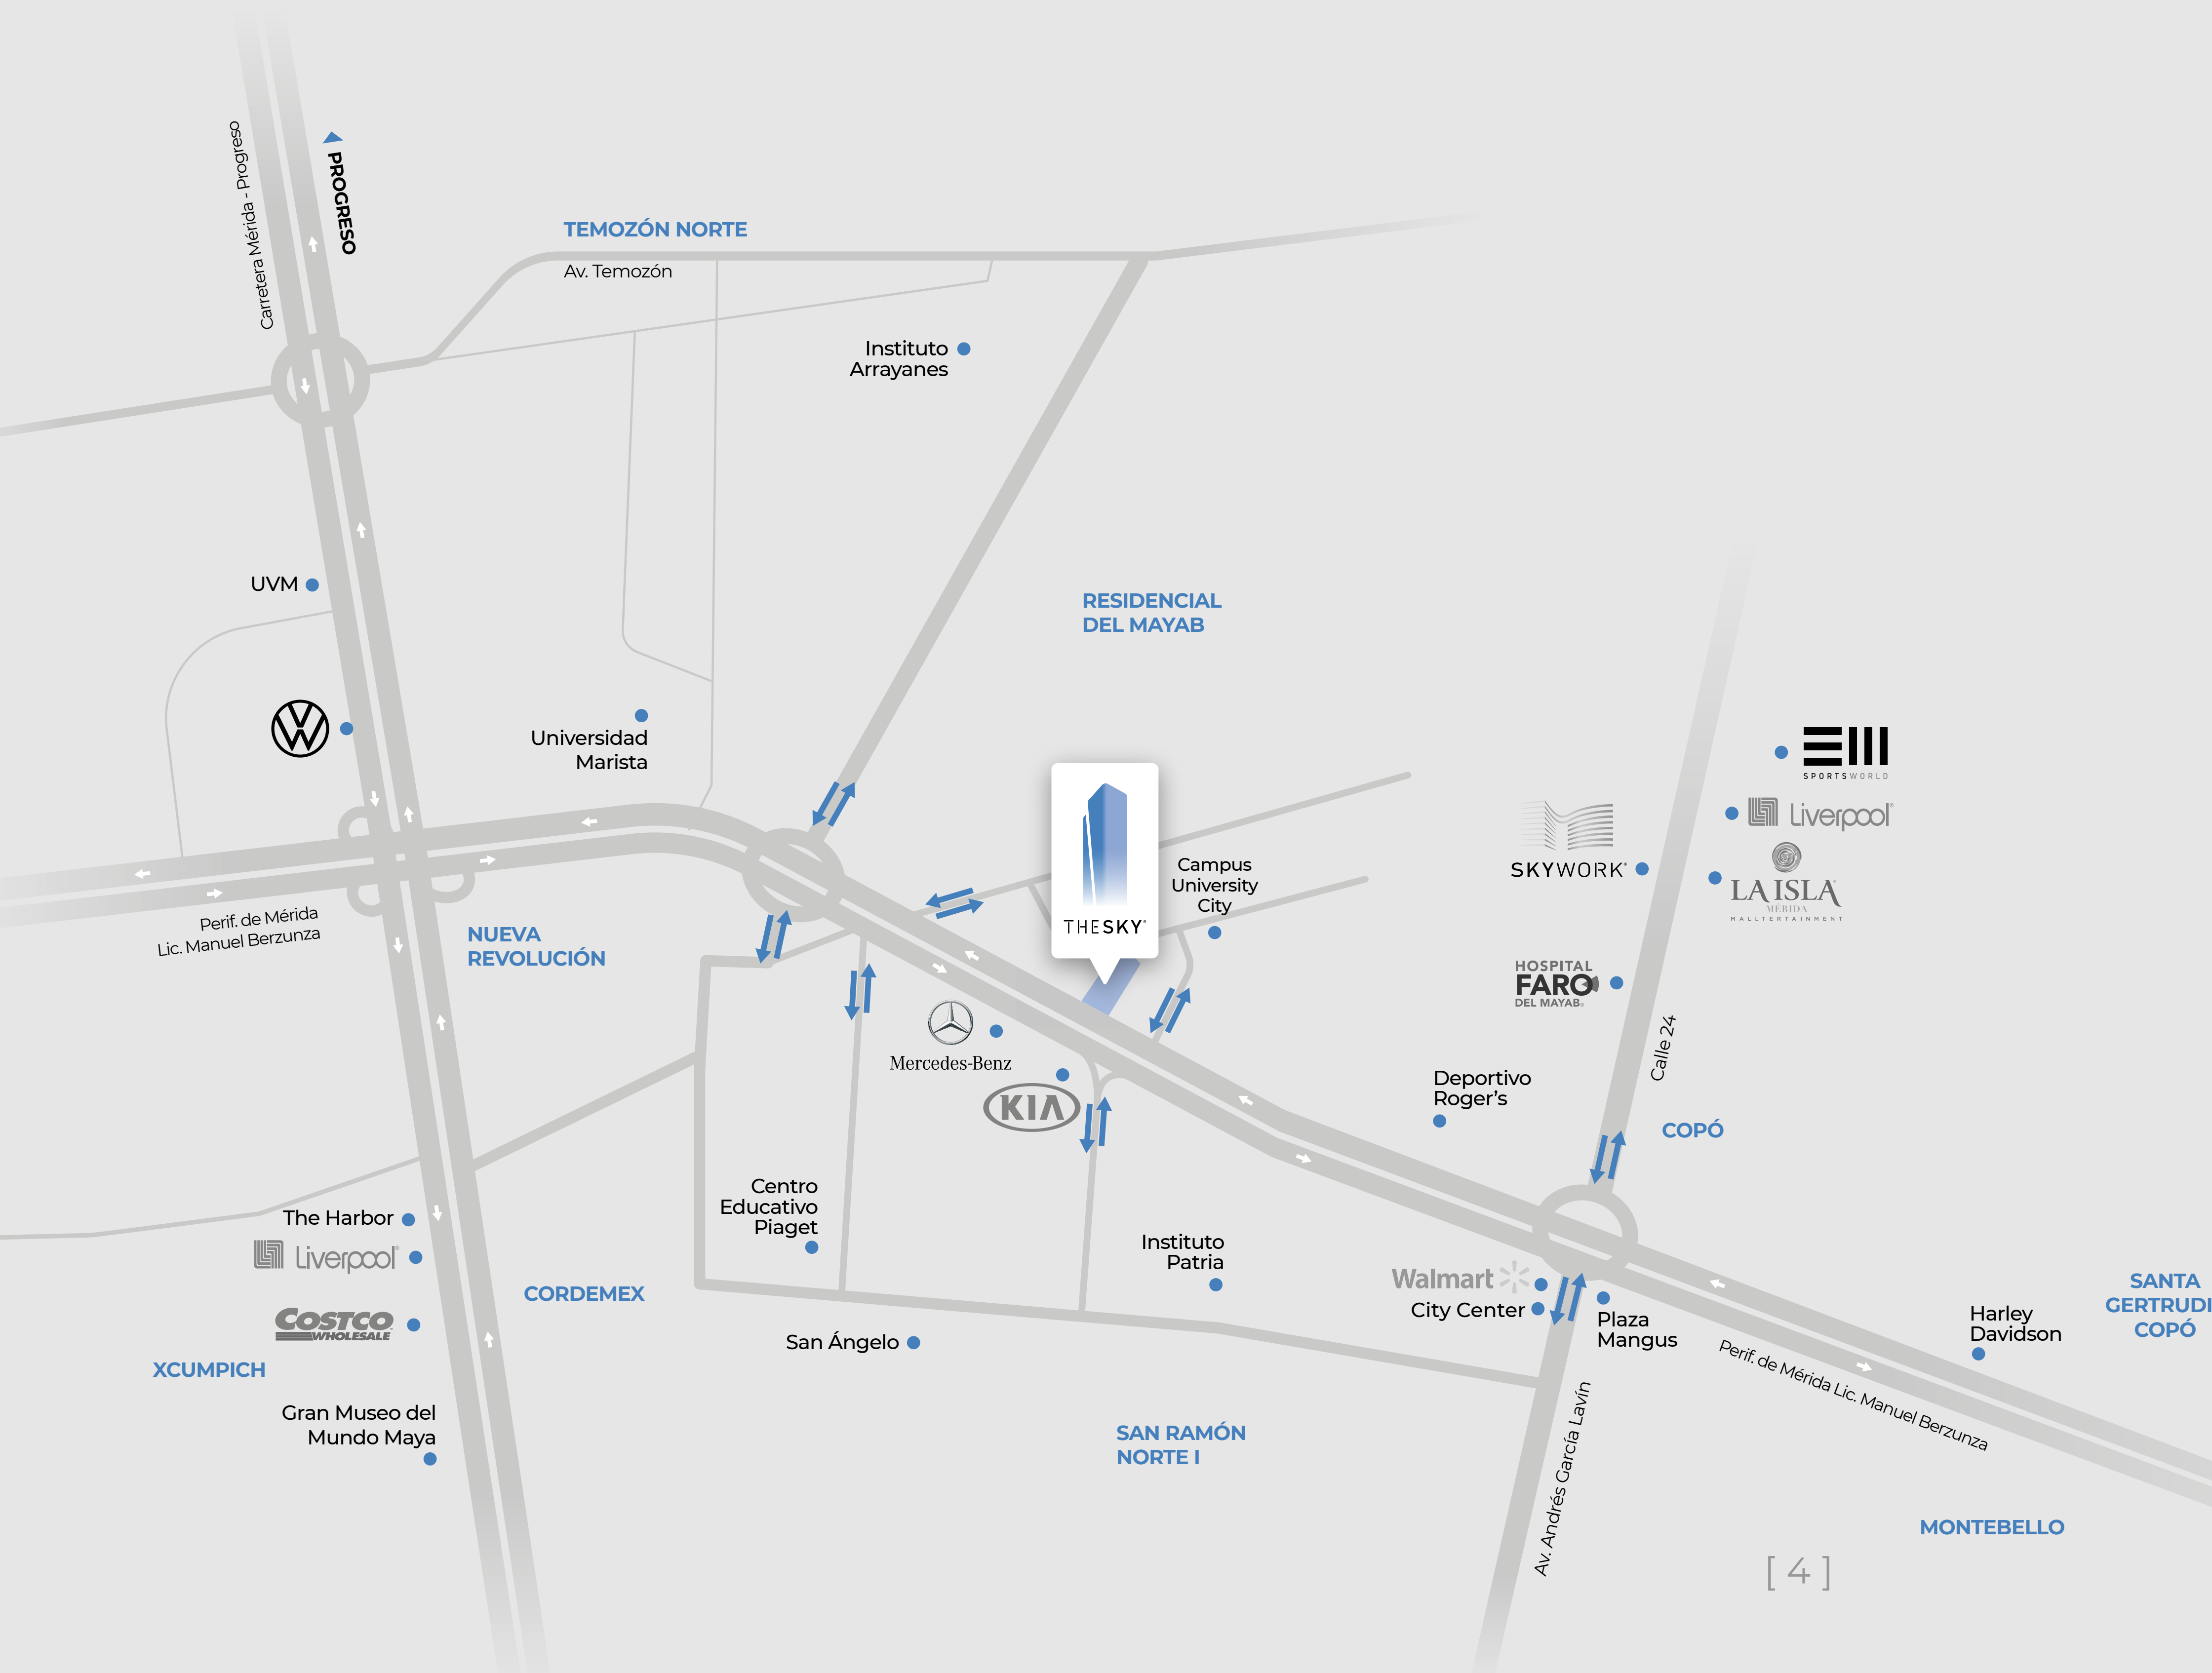 Carretera Mérida - Progreso
PROGRESO
TEMOZÓN NORTE
Av. Temozón
Instituto
Arrayanes
UVM
RESIDENCIAL
DEL MAYAB
Universidad
Marista
SPORTSWORLD
Liverpool
SKYWORK
LA ISLA
MÉRIDA
MALLTERTAINMENT
Campus
University
City
THESKY
Perif. de Mérida
Lic. Manuel Berzunza
NUEVA
REVOLUCIÓN
HOSPITAL
FARO
DEL MAYAB
Calle 24
Mercedes-Benz
KIA
Deportivo
Roger's
COPÓ
Centro
Educativo
Piaget
The Harbor
Liverpool
Instituto
Patria
CORDEMEX
COSTCO
WHOLESALE
Walmart
City Center
Plaza
Mangus
SANTA
GERTRUDI
COPÓ
Harley
Davidson
San Ángelo
XCUMPICH
Gran Museo del
Mundo Maya
SAN RAMÓN
NORTE I
Perif. de Mérida Lic. Manuel Berzunza
Av. Andrés García Lavín
MONTEBELLO
[ 4 ]